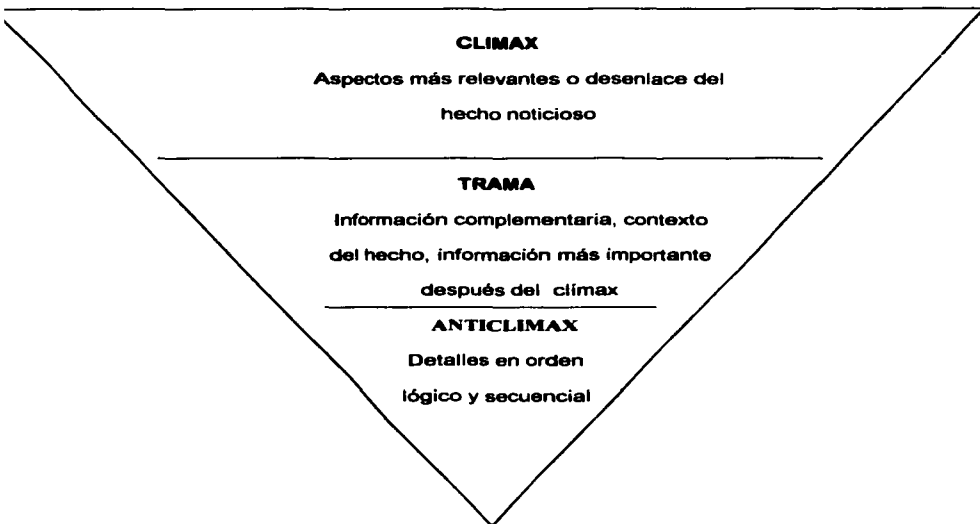 CLIMAX
Aspectos más relevantes o desenlace del
hecho noticioso
TRAMA
Información complementaria, contexto
del hecho, información más importante
después del clímax
ANTICLIMAX
Detalles en orden
lógico y secuencial